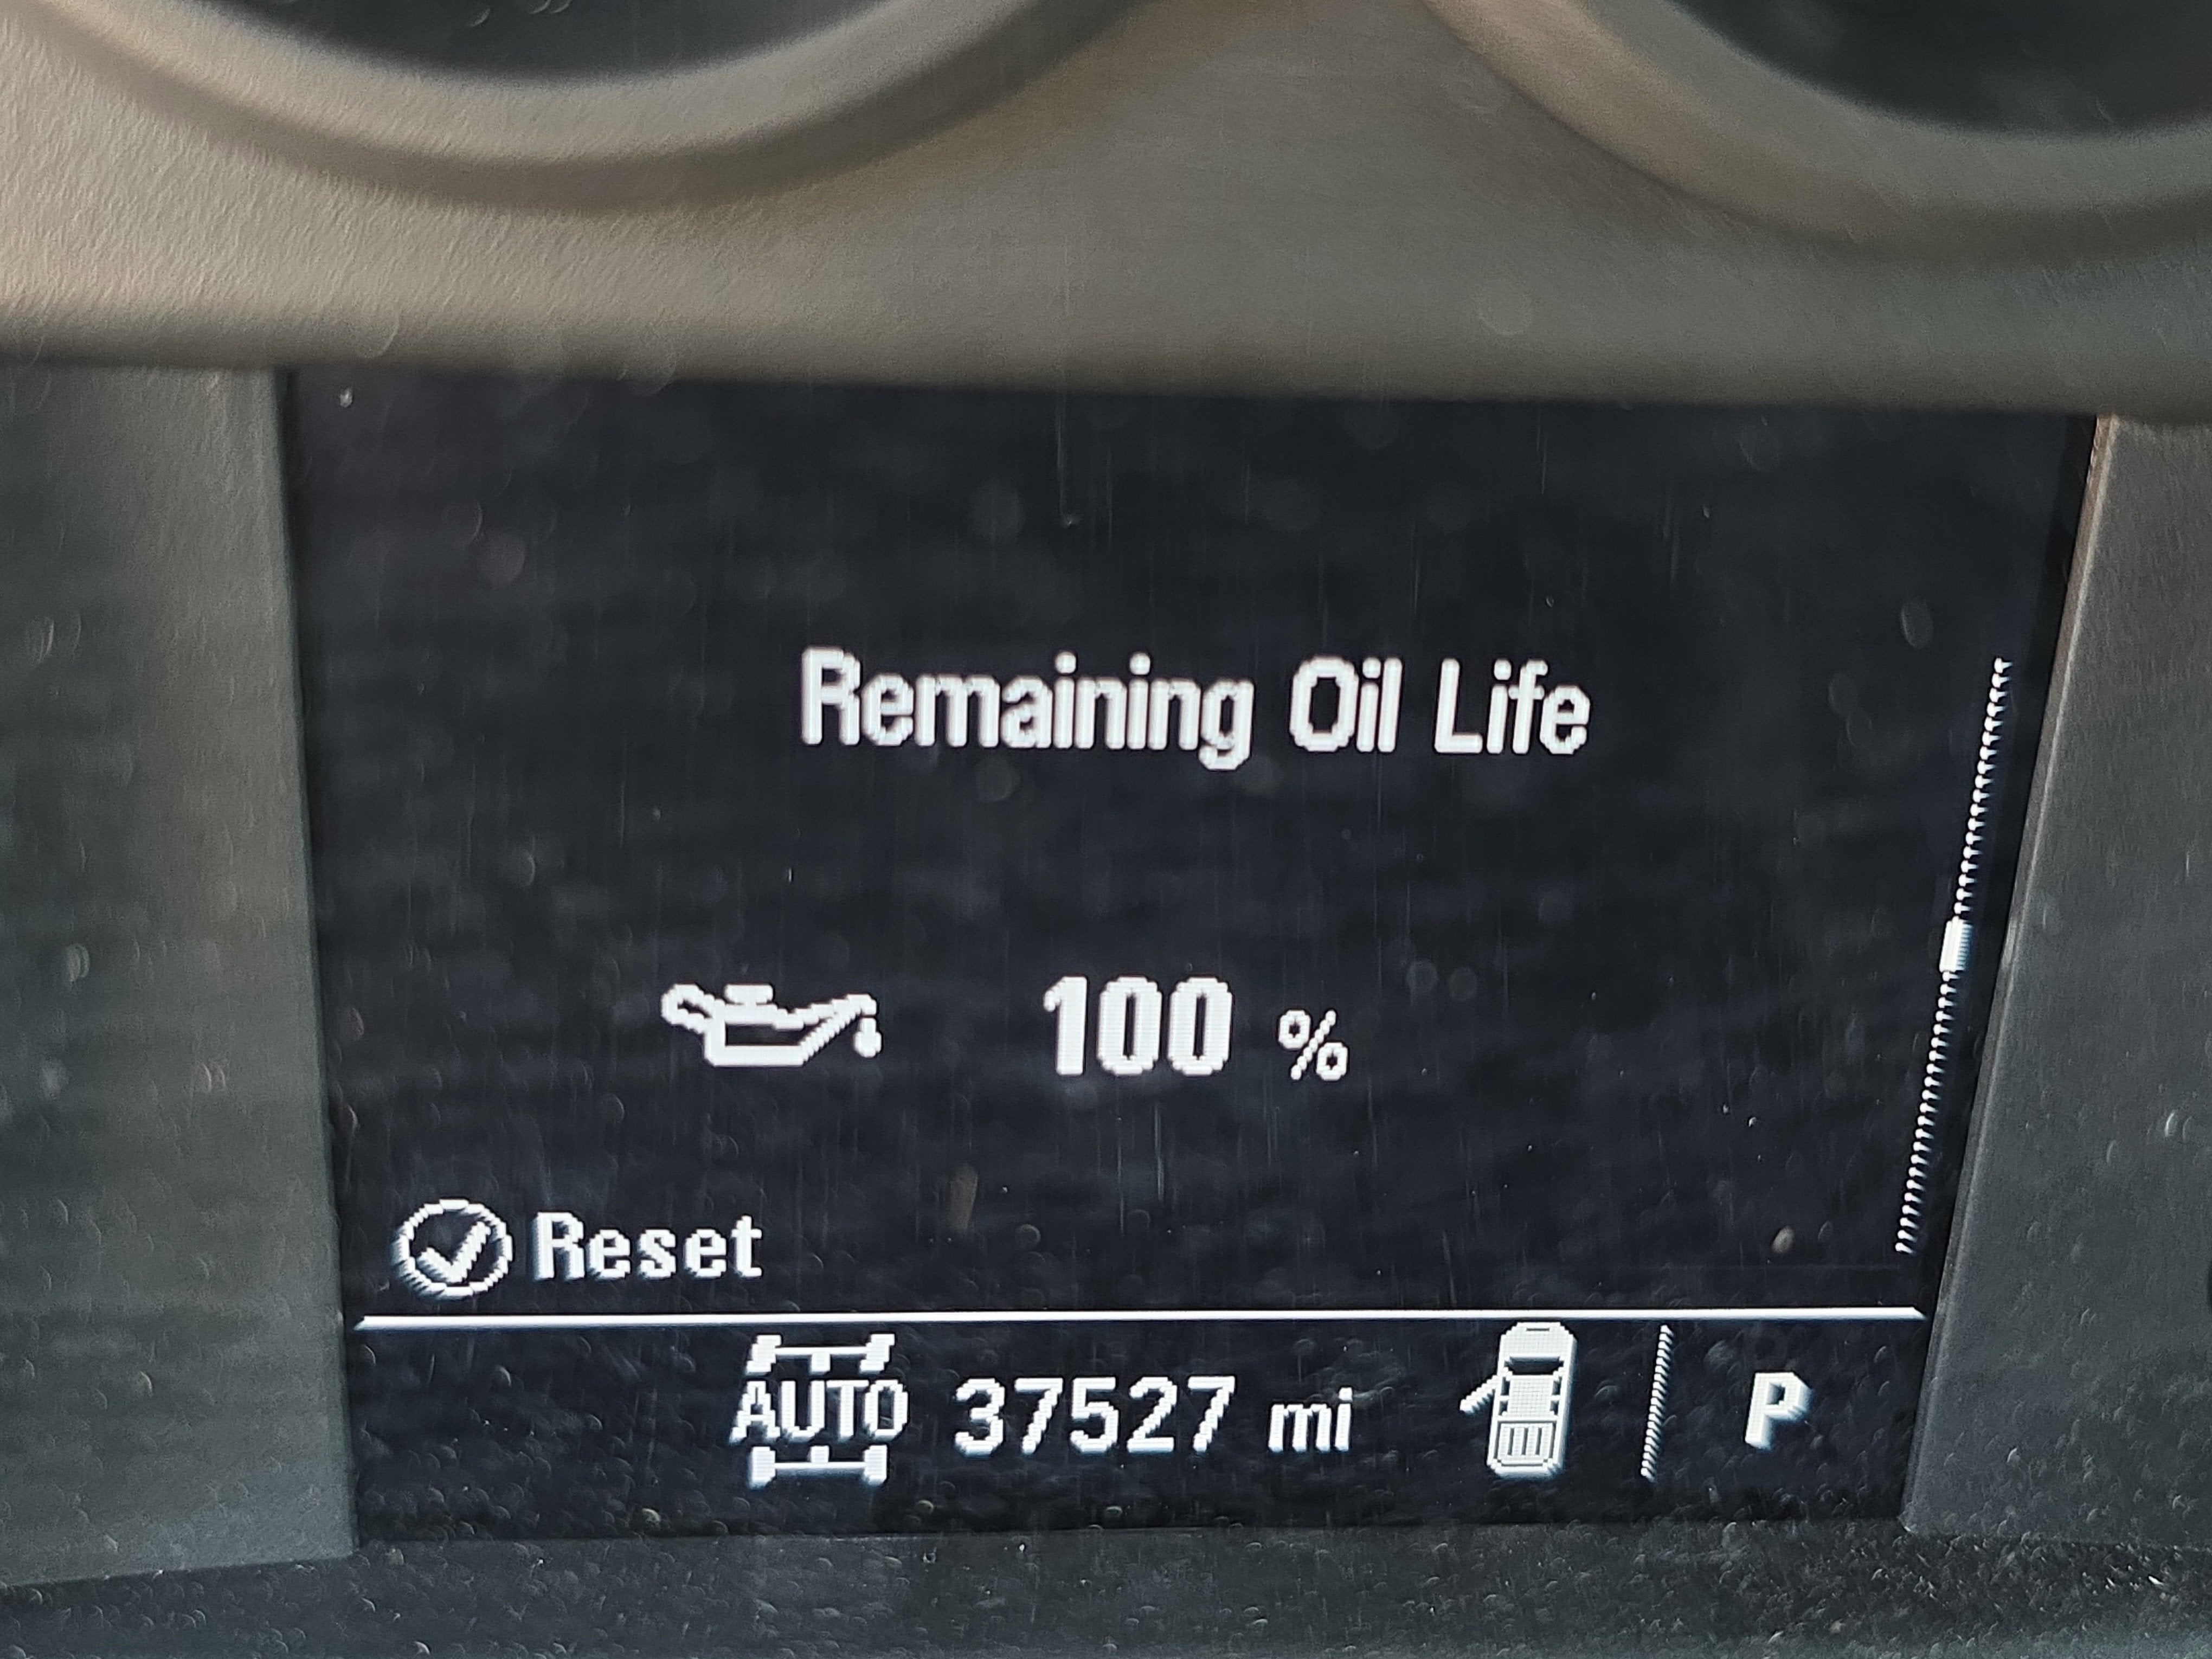 Remaining Oil Life
100 %
Reset
AUTO 37527 mi P